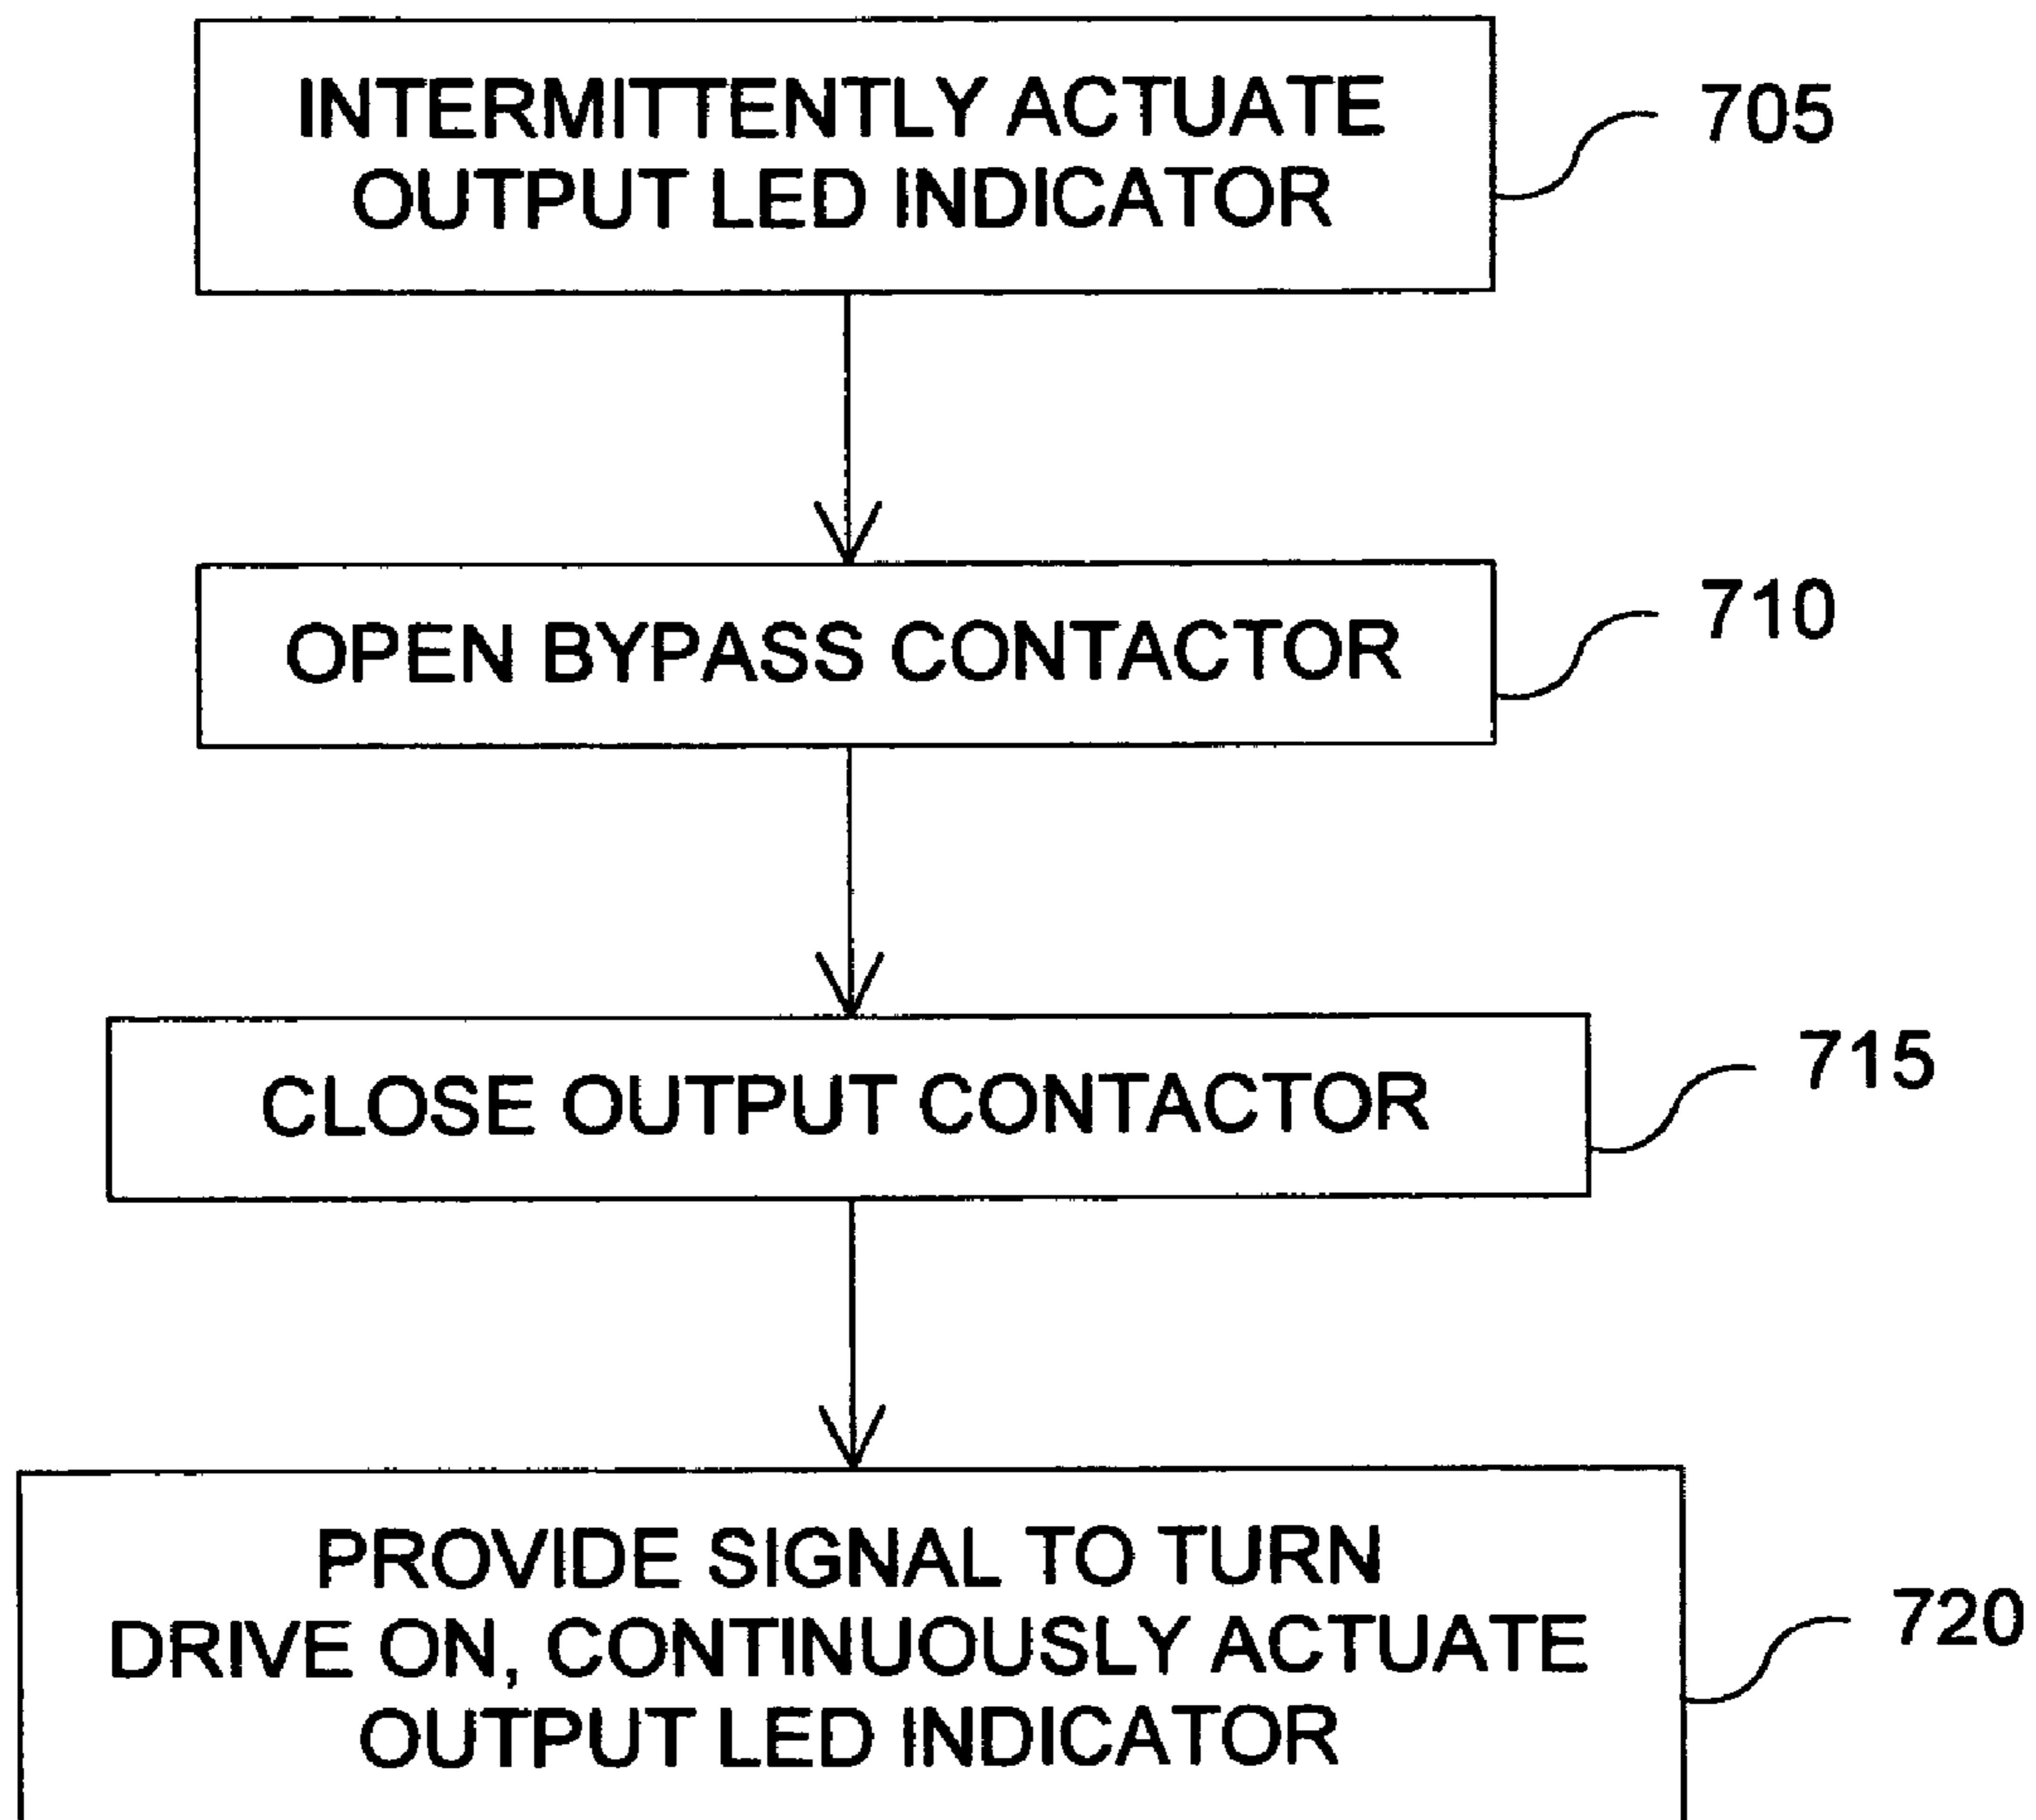 INTERMITTENTLY ACTUATE
OUTPUT LED INDICATOR
705
OPEN BYPASS CONTACTOR
710
CLOSE OUTPUT CONTACTOR
715
PROVIDE SIGNAL TO TURN
DRIVE ON, CONTINUOUSLY ACTUATE
OUTPUT LED INDICATOR
720